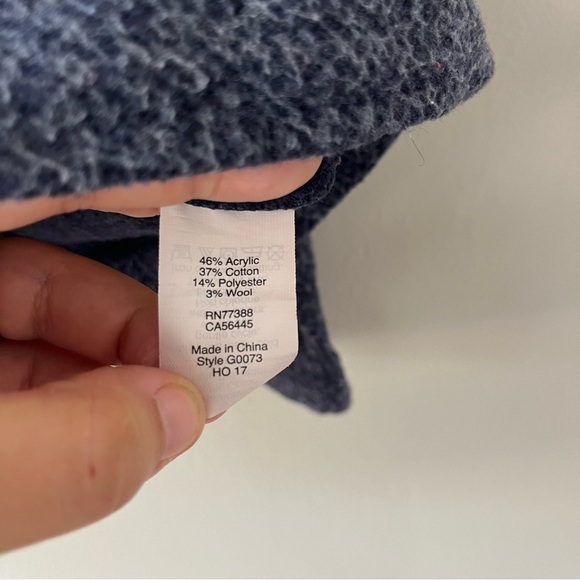 46% Acrylic
37% Cotton
14% Polyester
3% Wool
RN77388
CA56445
Made in China
Style G0073
HO 17